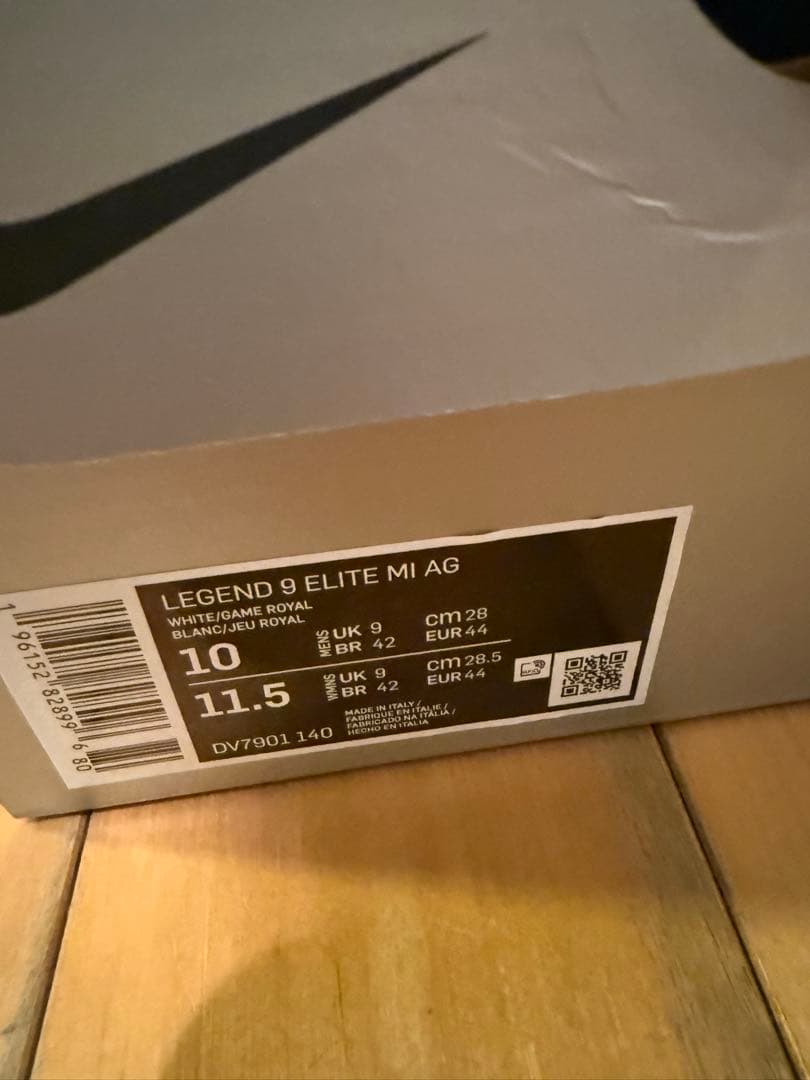 LEGEND 9 ELITE MI AG
WHITE/GAME ROYAL
BLANC/JEU ROYAL
10 MENS UK 9 cm 28
BR 42 EUR 44
11.5 WMNS UK 9 cm 28.5
BR 42 EUR 44
DV7901 140
MADE IN ITALY /
FABRIQUE EN ITALIE /
FABRICADO NA ITÁLIA /
HECHO EN ITALIA
1 96152 82899 6 80